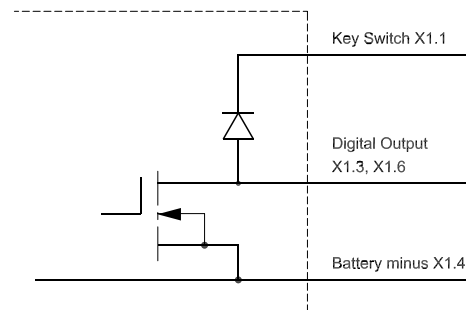 Key Switch X1.1
Digital Output
X1.3, X1.6
Battery minus X1.4